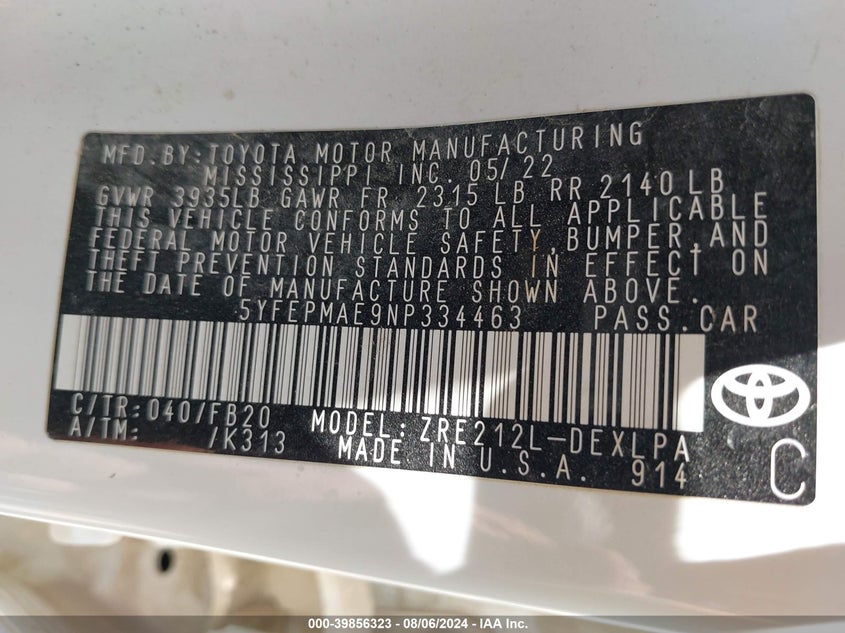 MFD.BY:TOYOTA MOTOR MANUFACTURING
MISSISSIPPI INC. 05/22
GVWR 3935LB GAWR FR 2315 LB RR 2140 LB
THIS VEHICLE CONFORMS TO ALL APPLICABLE
FEDERAL MOTOR VEHICLE SAFETY, BUMPER, AND
THEFT PREVENTION STANDARDS IN EFFECT ON
THE DATE OF MANUFACTURE SHOWN ABOVE.
5YFEPMAE9NP334463 PASS.CAR
C/TR:040/FB20 MODEL:ZRE212L-DEXLPA
A/TM: /K313 MADE IN U.S.A. 914
C
000-39856323 - 08/06/2024 - IAA Inc.